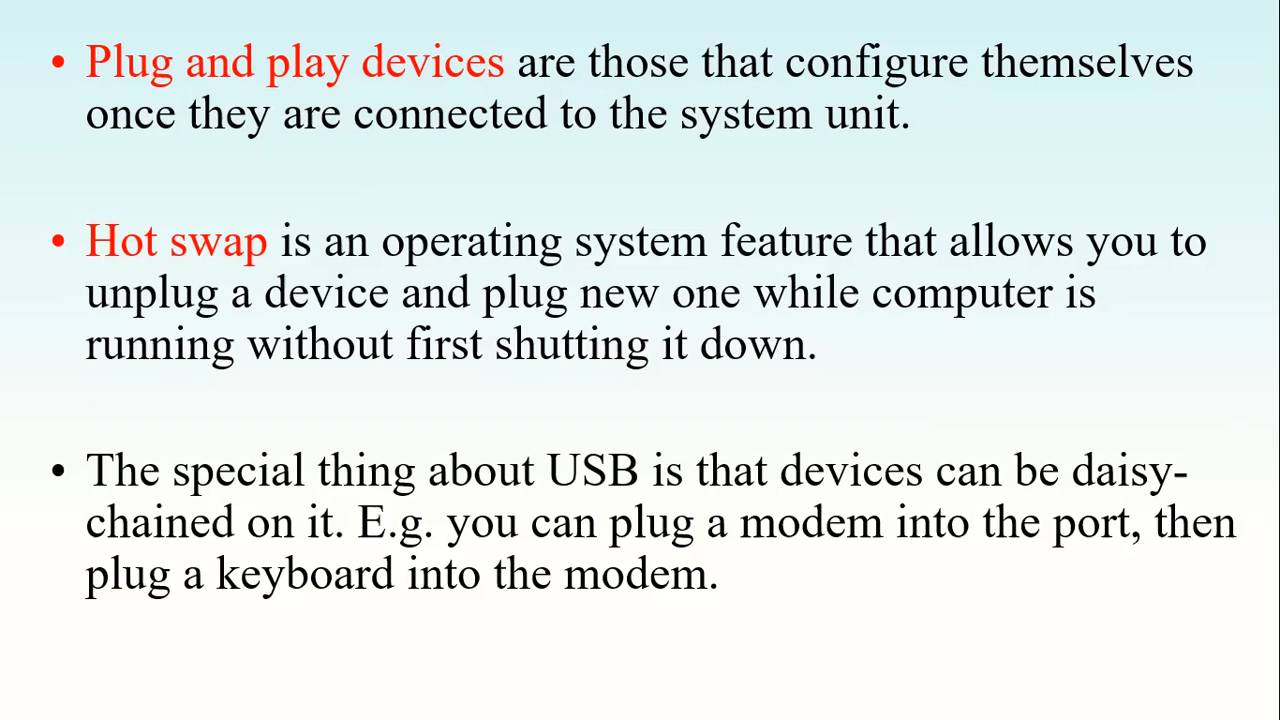 • Plug and play devices are those that configure themselves
once they are connected to the system unit.
• Hot swap is an operating system feature that allows you to
unplug a device and plug new one while computer is
running without first shutting it down.
• The special thing about USB is that devices can be daisy-
chained on it. E.g. you can plug a modem into the port, then
plug a keyboard into the modem.